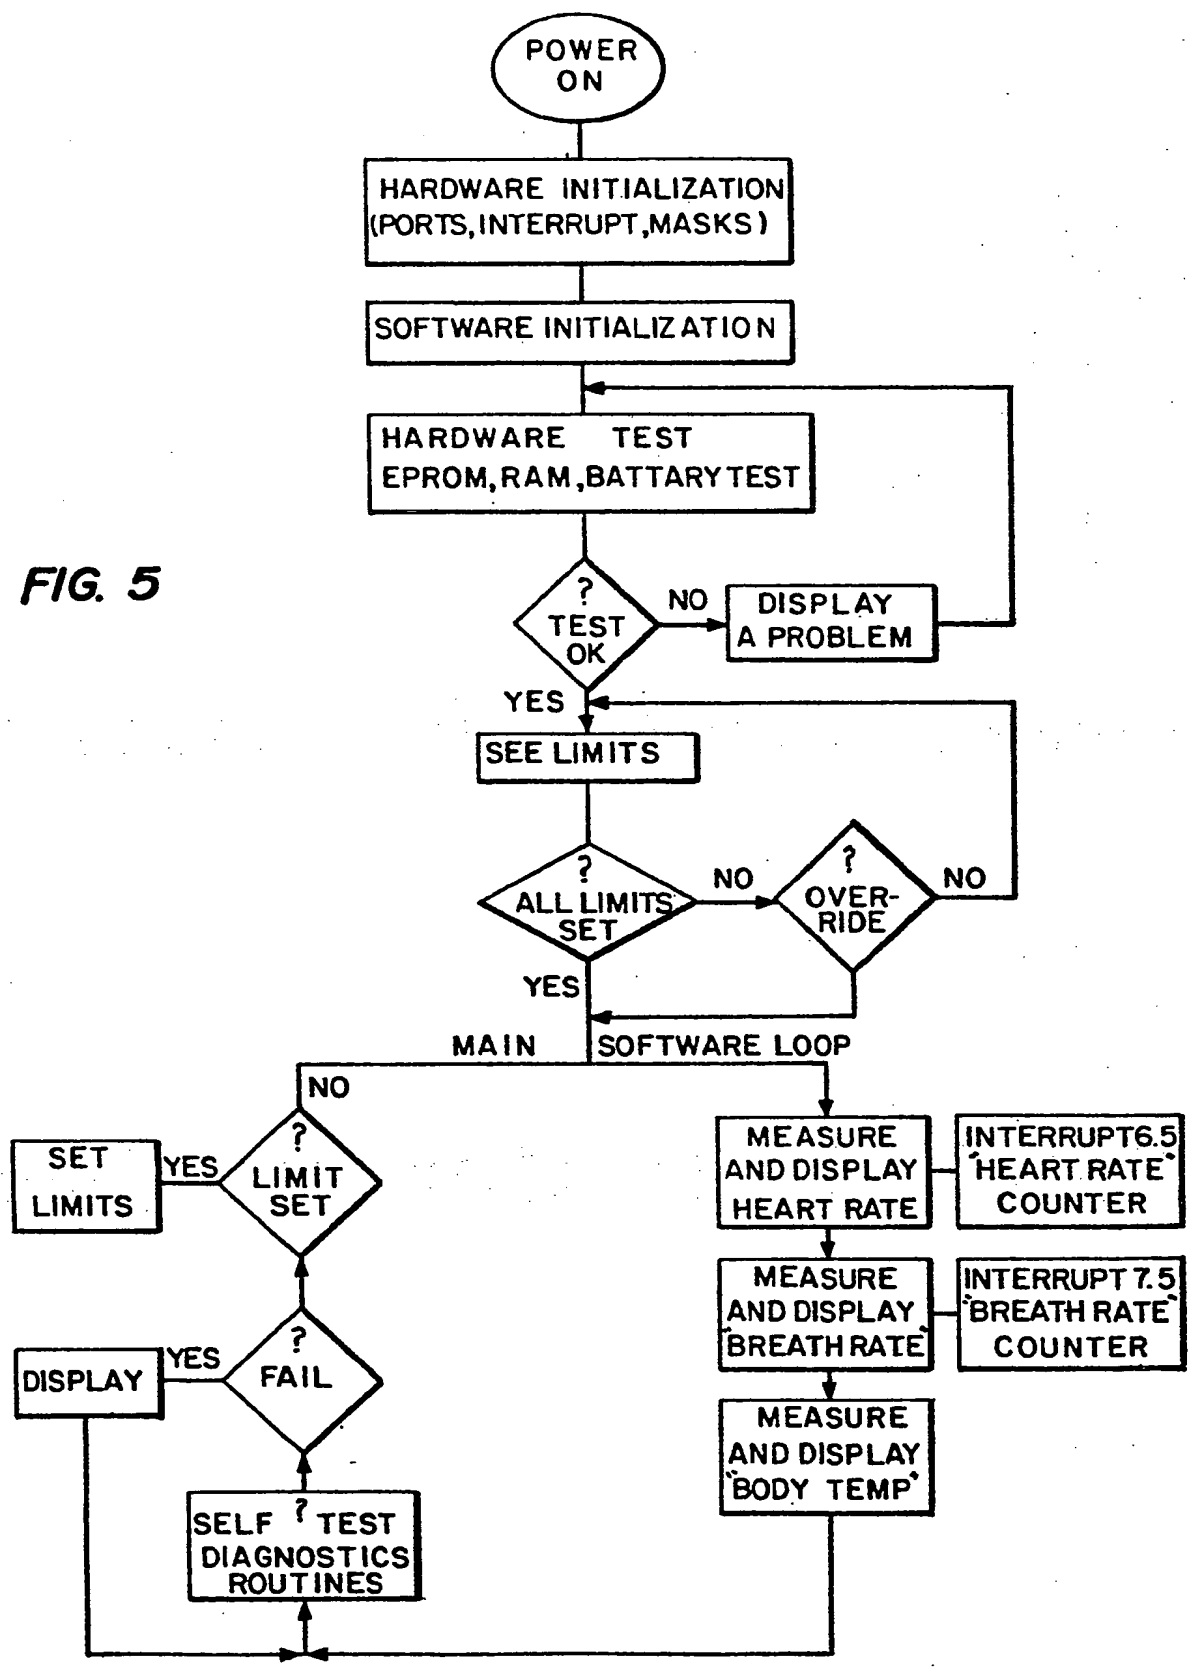 POWER
ON
HARDWARE INITIALIZATION
(PORTS, INTERRUPT, MASKS)
SOFTWARE INITIALIZATION
HARDWARE TEST
EPROM, RAM, BATTARY TEST
FIG. 5
?
TEST
OK
NO
DISPLAY
A PROBLEM
YES
SEE LIMITS
?
ALL LIMITS
SET
NO
?
OVER-
RIDE
NO
YES
MAIN SOFTWARE LOOP
NO
?
LIMIT
SET
YES
SET
LIMITS
MEASURE
AND DISPLAY
HEART RATE
INTERRUPT 6.5
"HEART RATE"
COUNTER
MEASURE
AND DISPLAY
"BREATH RATE"
INTERRUPT 7.5
"BREATH RATE"
COUNTER
?
FAIL
YES
DISPLAY
MEASURE
AND DISPLAY
"BODY TEMP"
SELF ? TEST
DIAGNOSTICS
ROUTINES